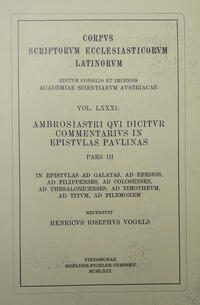 CORPVS
SCRIPTORVM ECCLESIASTICORVM
LATINORVM
EDITVM CONSILIO ET IMPENSIS
ACADEMIAE SCIENTIARVM AVSTRIACAE
VOL. LXXXI:
AMBROSIASTRI QVI DICITVR
COMMENTARIVS IN
EPISTVLAS PAVLINAS
PARS III
IN EPISTVLAS AD GALATAS, AD EFESIOS,
AD FILIPPENSES, AD COLOSENSES,
AD THESALONICENSES, AD TIMOTHEVM,
AD TITVM, AD FILEMONEM
RECENSVIT
HENRICVS IOSEPHVS VOGELS
VINDOBONAE
HOELDER-PICHLER-TEMPSKY
MCMLXIX